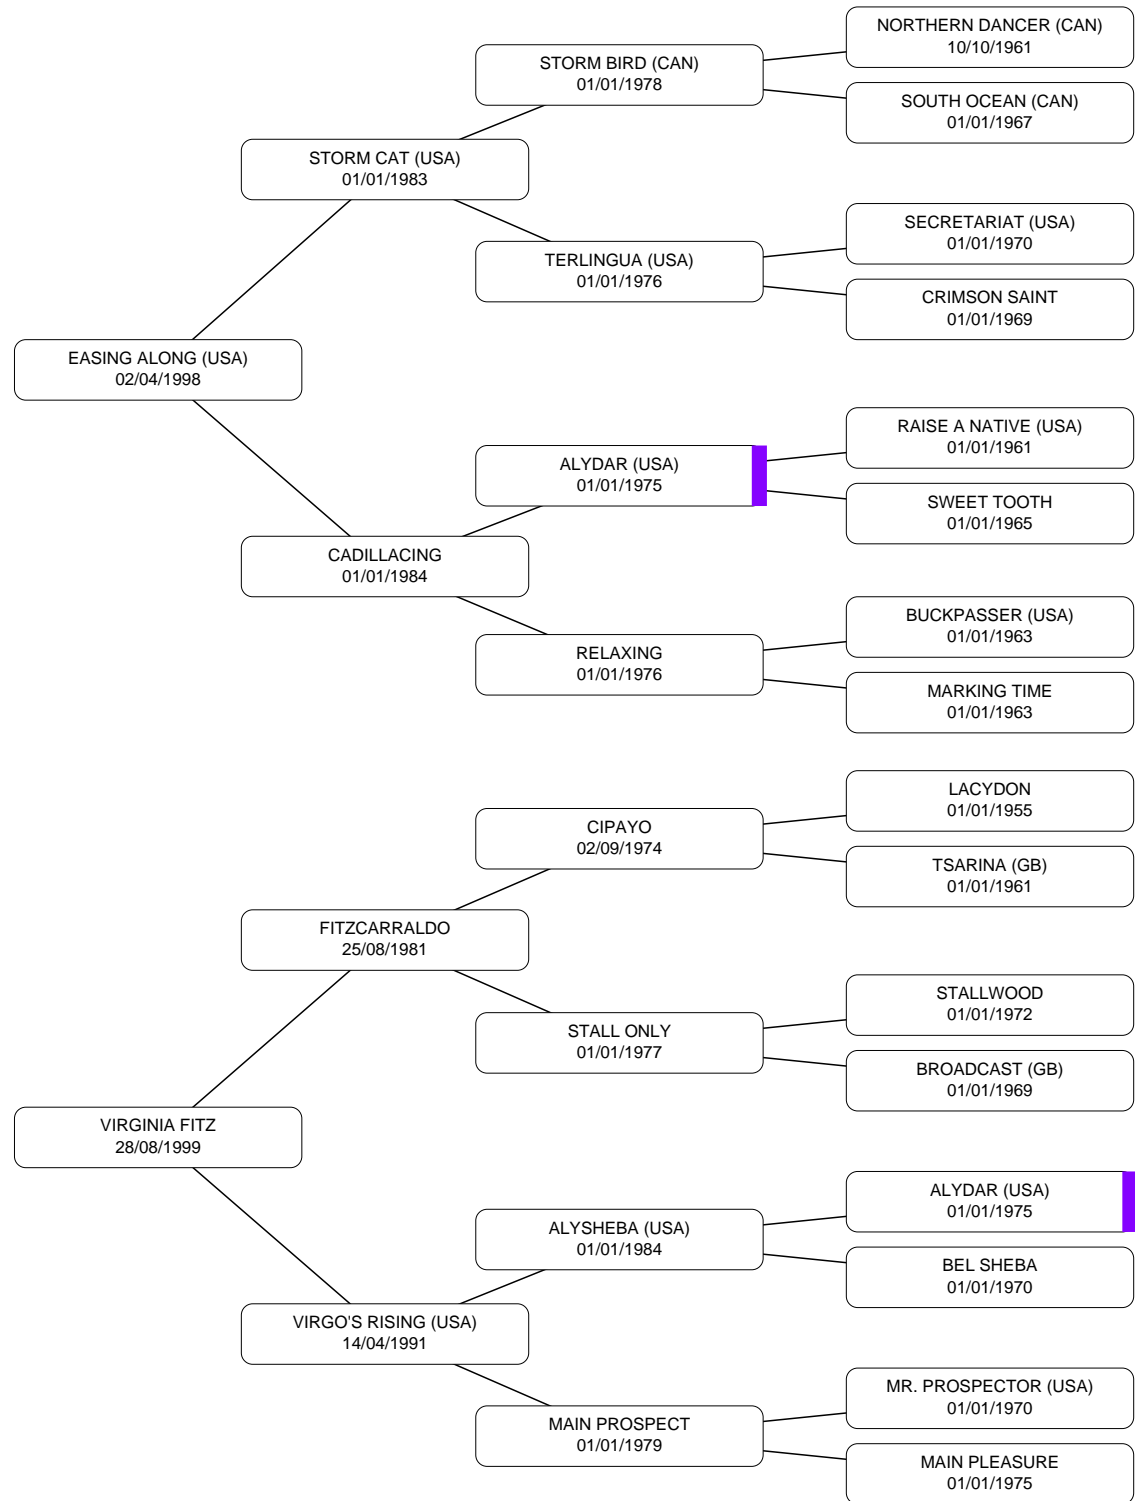 NORTHERN DANCER (CAN)
10/10/1961
STORM BIRD (CAN)
01/01/1978
SOUTH OCEAN (CAN)
01/01/1967
STORM CAT (USA)
01/01/1983
SECRETARIAT (USA)
01/01/1970
TERLINGUA (USA)
01/01/1976
CRIMSON SAINT
01/01/1969
EASING ALONG (USA)
02/04/1998
RAISE A NATIVE (USA)
01/01/1961
ALYDAR (USA)
01/01/1975
SWEET TOOTH
01/01/1965
CADILLACING
01/01/1984
BUCKPASSER (USA)
01/01/1963
RELAXING
01/01/1976
MARKING TIME
01/01/1963
LACYDON
01/01/1955
CIPAYO
02/09/1974
TSARINA (GB)
01/01/1961
FITZCARRALDO
25/08/1981
STALLWOOD
01/01/1972
STALL ONLY
01/01/1977
BROADCAST (GB)
01/01/1969
VIRGINIA FITZ
28/08/1999
ALYDAR (USA)
01/01/1975
ALYSHEBA (USA)
01/01/1984
BEL SHEBA
01/01/1970
VIRGO'S RISING (USA)
14/04/1991
MR. PROSPECTOR (USA)
01/01/1970
MAIN PROSPECT
01/01/1979
MAIN PLEASURE
01/01/1975